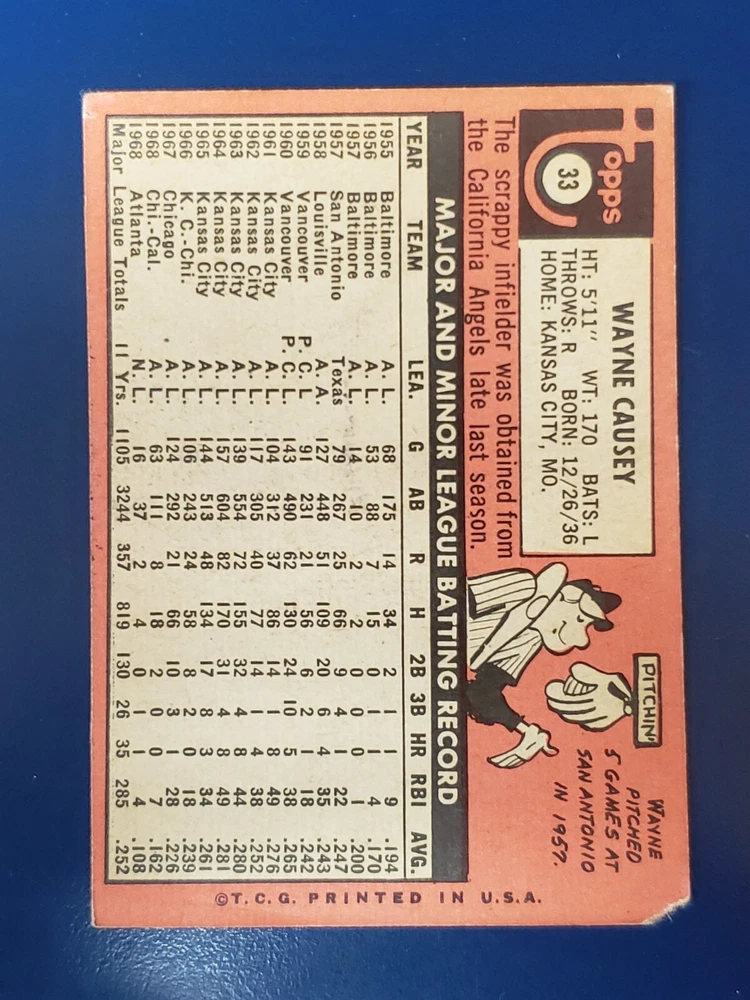 Topps
33
WAYNE CAUSEY
HT: 5'11" WT: 170 BATS: L
THROWS: R BORN: 12/26/36
HOME: KANSAS CITY, MO.
The scrappy infielder was obtained from
the California Angels late last season.
PITCHIN'
WAYNE
PITCHED
5 GAMES AT
SAN ANTONIO
IN 1957.
MAJOR AND MINOR LEAGUE BATTING RECORD
YEAR TEAM LEA. G AB R H 2B 3B HR RBI AVG.
1955 Baltimore A. L. 68 175 14 34 2 1 1 9 .194
1956 Baltimore A. L. 53 88 7 15 0 1 1 4 .170
1957 Baltimore A. L. 14 10 2 2 0 0 0 1 .200
1957 San Antonio Texas 79 267 25 66 9 4 1 22 .247
1958 Louisville A. A. 127 448 51 109 20 6 4 35 .243
1959 Vancouver P. C. L 91 231 21 56 6 2 1 18 .242
1960 Vancouver P. C. L. 143 490 62 130 24 10 5 38 .265
1961 Kansas City A. L. 104 312 37 86 14 1 8 49 .276
1962 Kansas City A. L. 117 305 40 77 14 1 4 38 .252
1963 Kansas City A. L. 139 554 72 155 32 4 8 44 .280
1964 Kansas City A. L. 157 604 82 170 31 4 8 49 .281
1965 Kansas City A. L. 144 513 48 134 17 8 3 34 .261
1966 K. C.-Chi. A. L. 106 243 24 58 8 2 0 18 .239
1967 Chicago A. L. 124 292 21 66 10 3 1 28 .226
1968 Chi.-Cal. A. L. 63 111 8 18 2 0 0 7 .162
1968 Atlanta N. L. 16 37 2 4 0 1 1 4 .108
Major League Totals 11 Yrs. 1105 3244 357 819 130 26 35 285 .252
©T. C. G. PRINTED IN U.S.A.